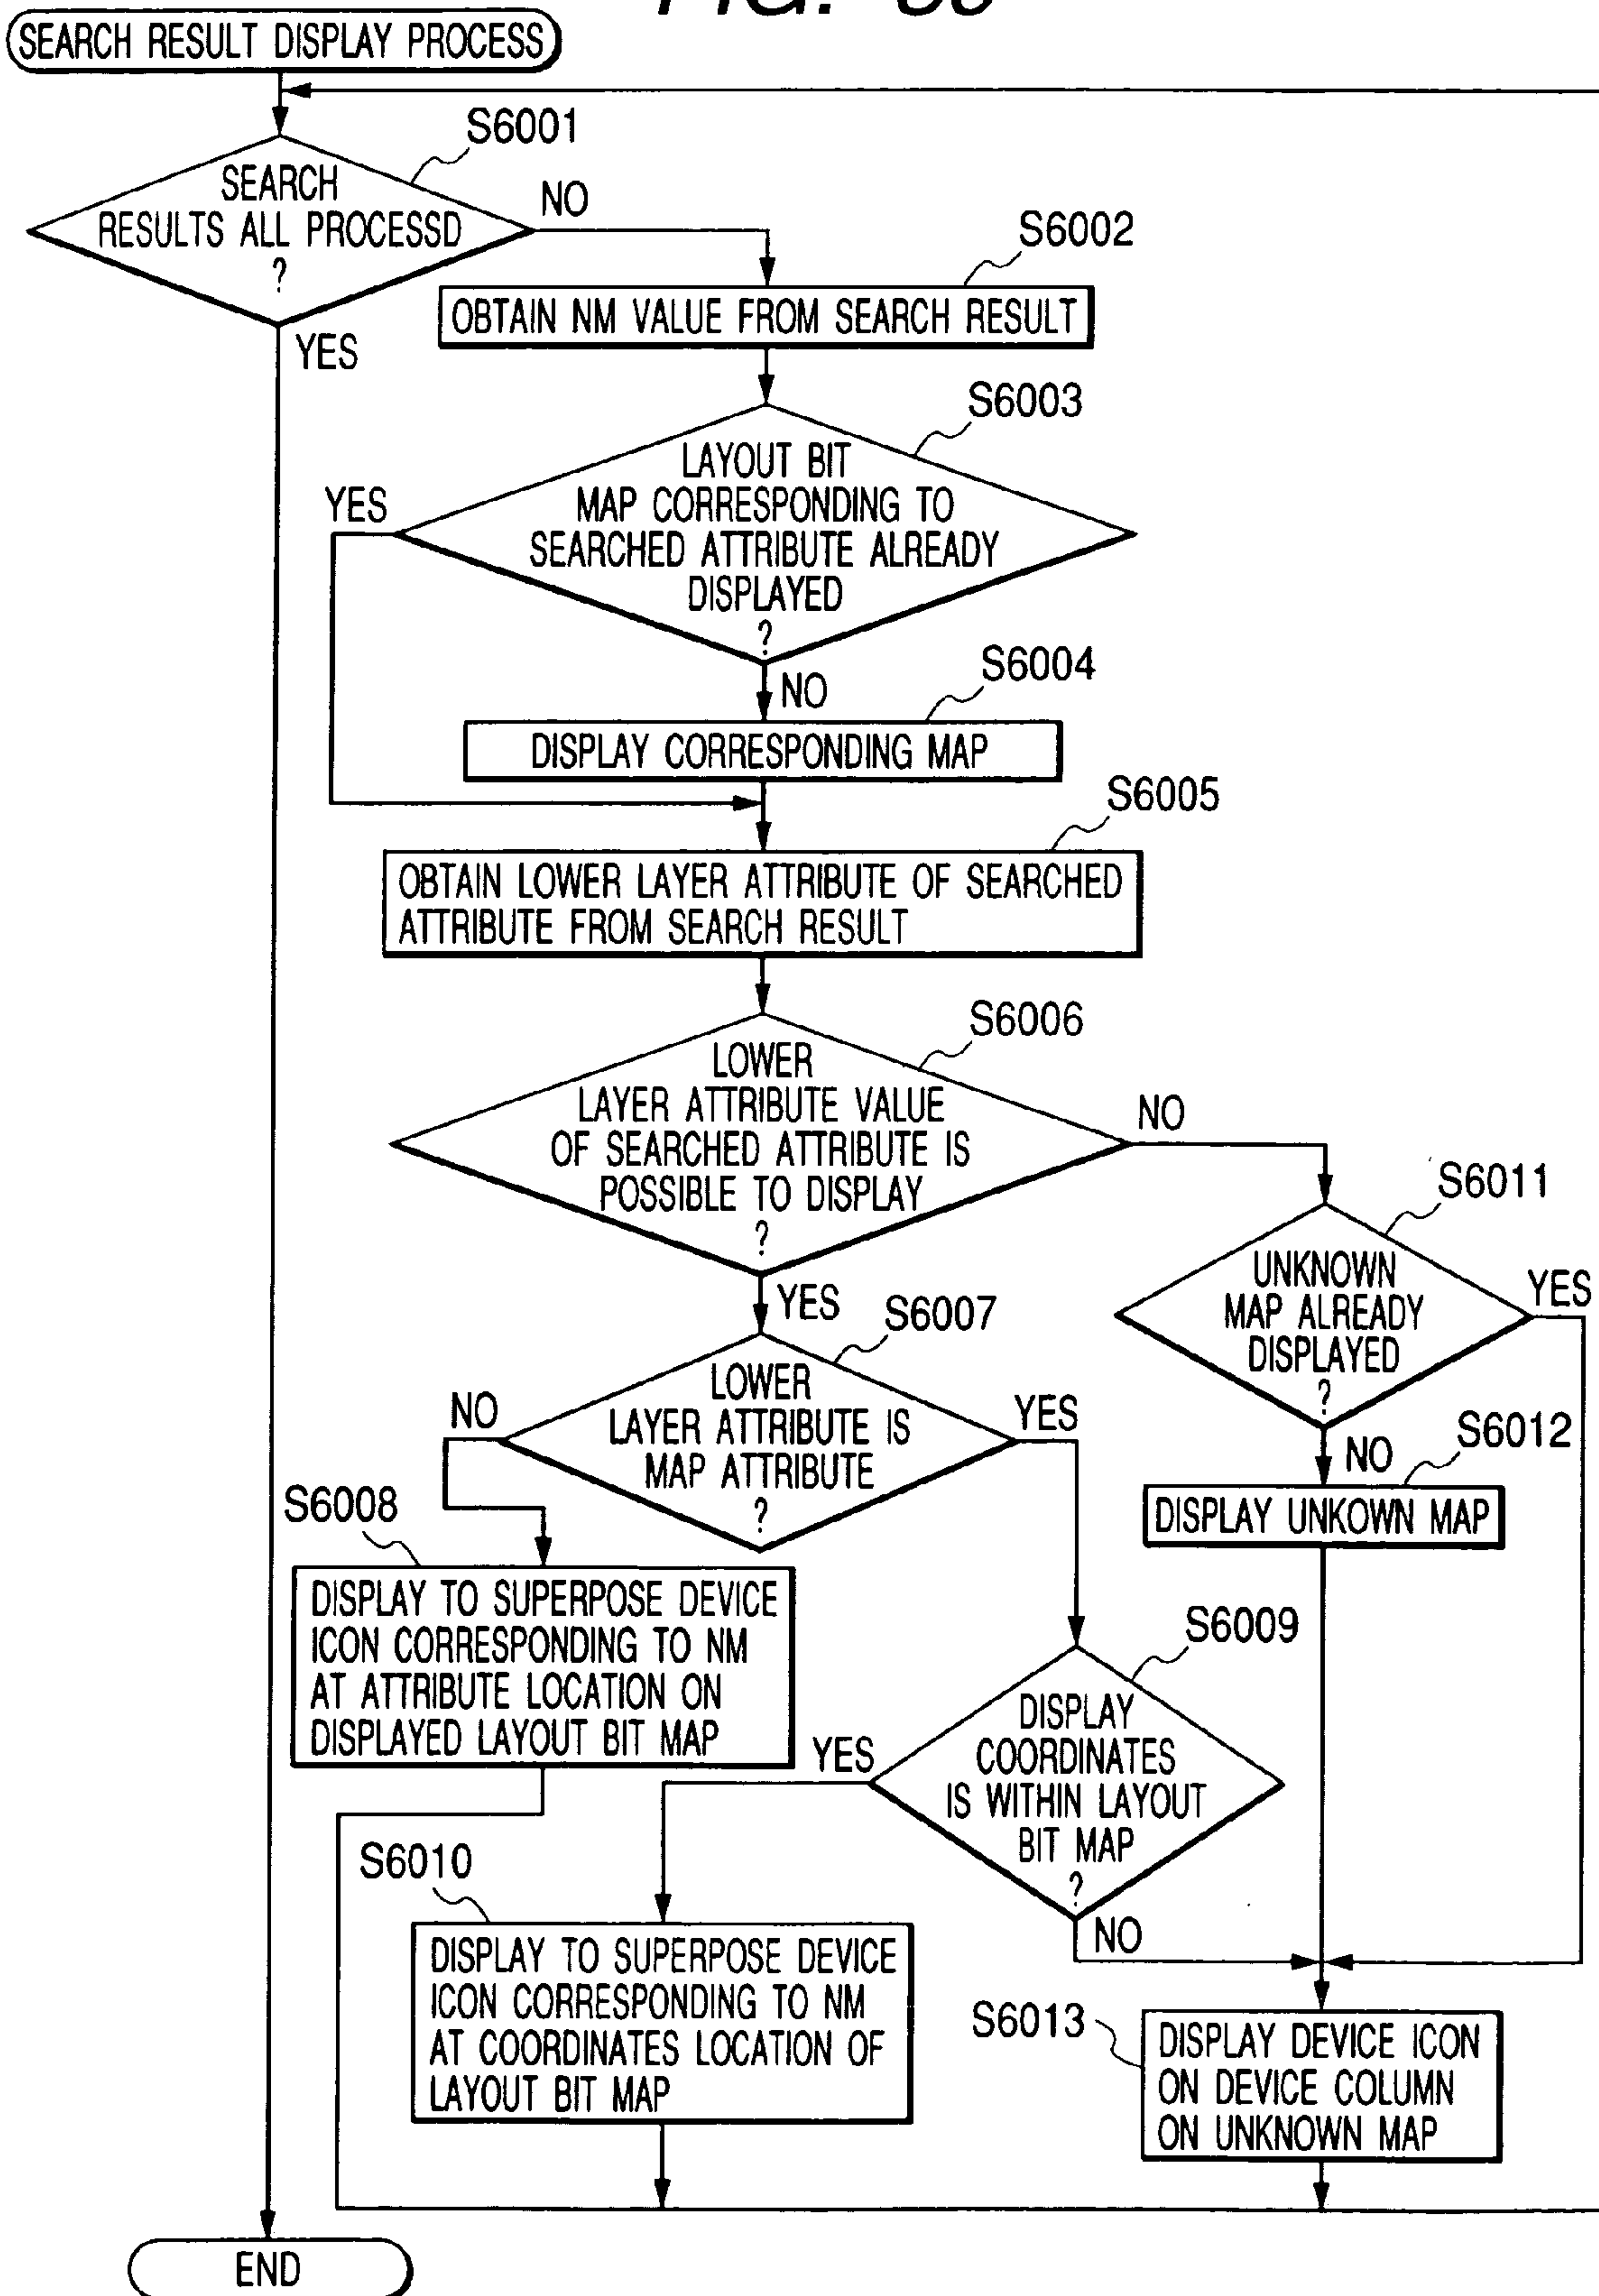 FIG.
SEARCH RESULT DISPLAY PROCESS
S6001
SEARCH
RESULTS ALL PROCESSD
?
NO
YES
S6002
OBTAIN NM VALUE FROM SEARCH RESULT
S6003
LAYOUT BIT
MAP CORRESPONDING TO
SEARCHED ATTRIBUTE ALREADY
DISPLAYED
?
YES
NO
S6004
DISPLAY CORRESPONDING MAP
S6005
OBTAIN LOWER LAYER ATTRIBUTE OF SEARCHED
ATTRIBUTE FROM SEARCH RESULT
S6006
LOWER
LAYER ATTRIBUTE VALUE
OF SEARCHED ATTRIBUTE IS
POSSIBLE TO DISPLAY
?
NO
YES
S6011
UNKNOWN
MAP ALREADY
DISPLAYED
?
YES
NO
S6007
LOWER
LAYER ATTRIBUTE IS
MAP ATTRIBUTE
?
NO
YES
S6012
DISPLAY UNKOWN MAP
S6008
DISPLAY TO SUPERPOSE DEVICE
ICON CORRESPONDING TO NM
AT ATTRIBUTE LOCATION ON
DISPLAYED LAYOUT BIT MAP
S6009
DISPLAY
COORDINATES
IS WITHIN LAYOUT
BIT MAP
?
YES
NO
S6010
DISPLAY TO SUPERPOSE DEVICE
ICON CORRESPONDING TO NM
AT COORDINATES LOCATION OF
LAYOUT BIT MAP
S6013
DISPLAY DEVICE ICON
ON DEVICE COLUMN
ON UNKNOWN MAP
END